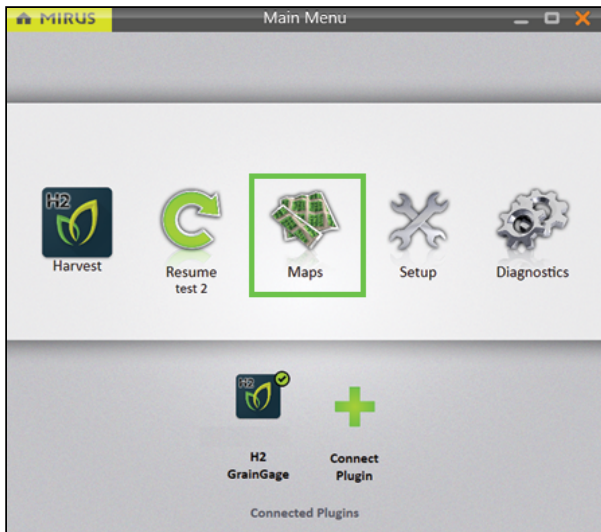 MIRUS
Main Menu
H2
Harvest
Resume
test 2
Maps
Setup
Diagnostics
H2
H2
GrainGage
Connect
Plugin
Connected Plugins